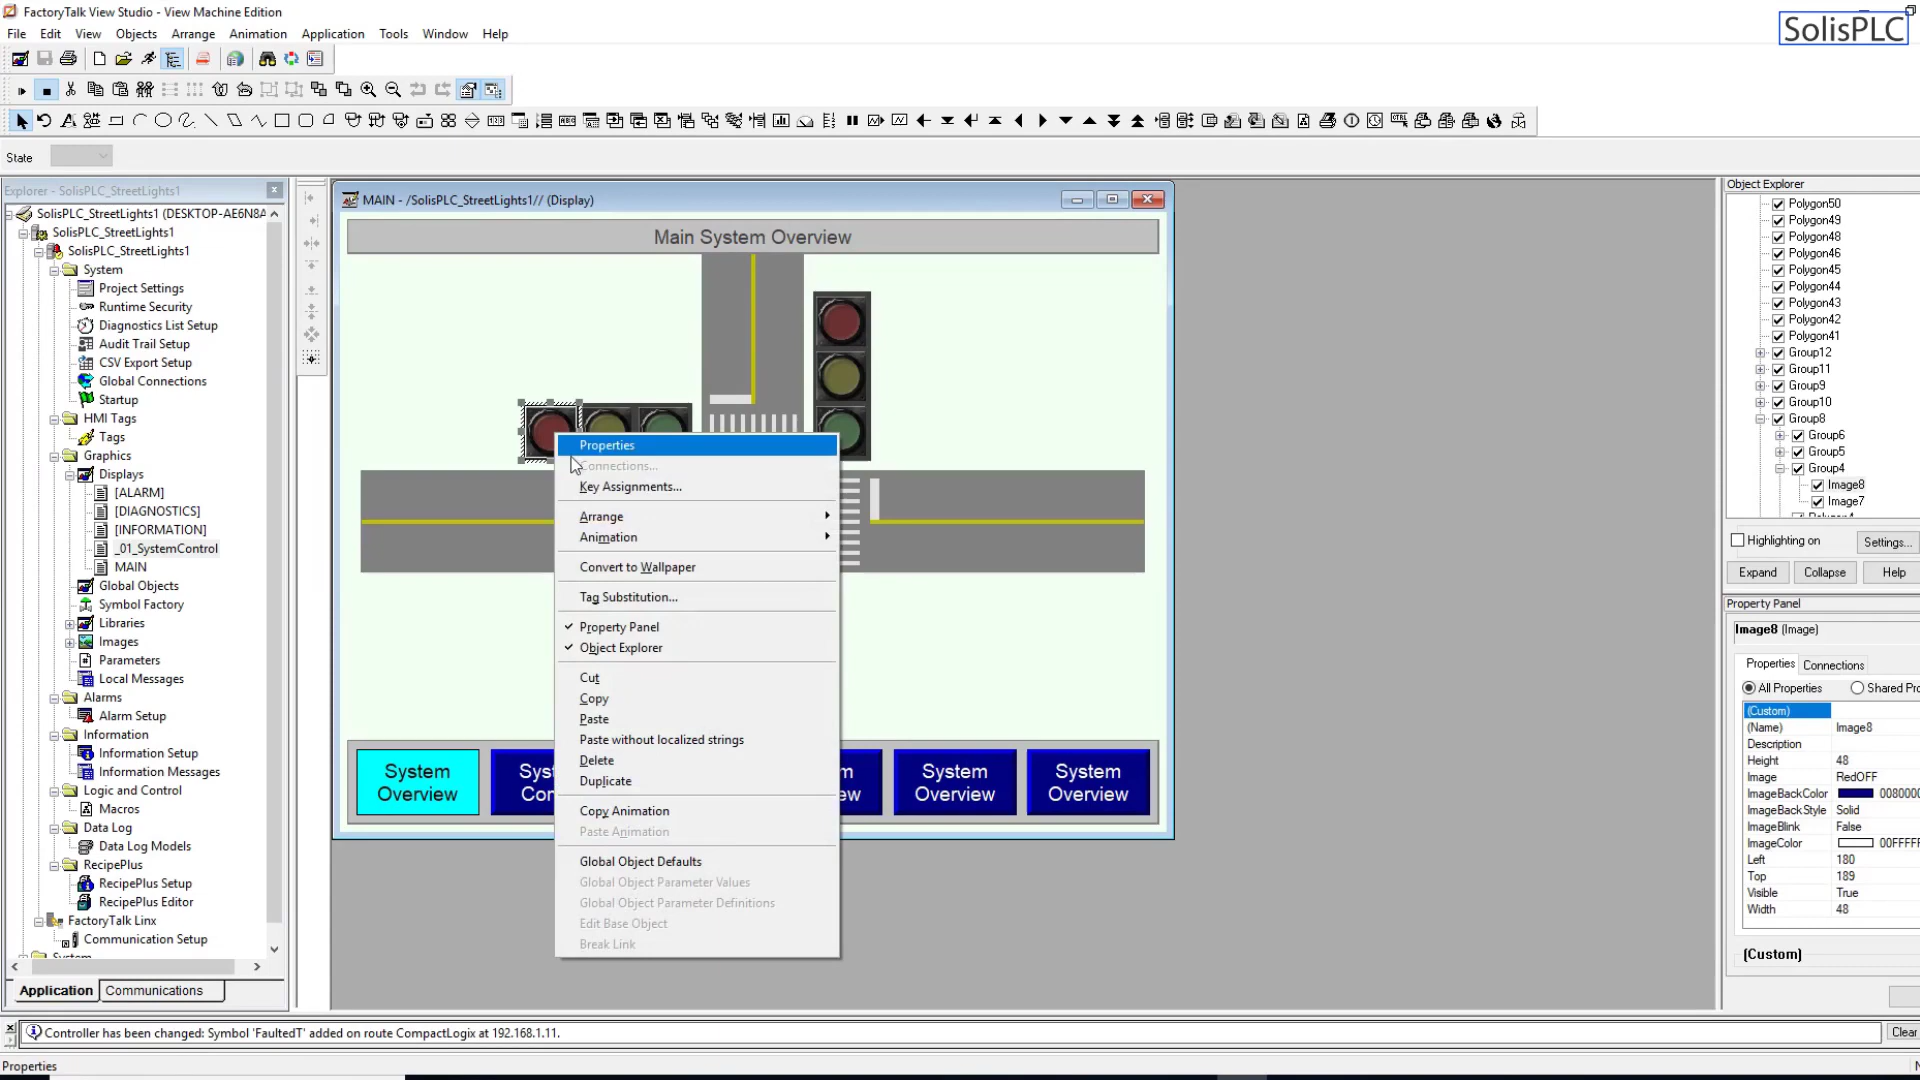 FactoryTalk View Studio - View Machine Edition
SolisPLC
File Edit View Objects Arrange Animation Application Tools Window Help
State
Explorer - SolisPLC_StreetLights1
SolisPLC_StreetLights1 (DESKTOP-AE6N8A
SolisPLC_StreetLights1
SolisPLC_StreetLights1
System
Project Settings
Runtime Security
Diagnostics List Setup
Audit Trail Setup
CSV Export Setup
Global Connections
Startup
HMI Tags
Tags
Graphics
Displays
[ALARM]
[DIAGNOSTICS]
[INFORMATION]
_01_SystemControl
MAIN
Global Objects
Symbol Factory
Libraries
Images
Parameters
Local Messages
Alarms
Alarm Setup
Information
Information Setup
Information Messages
Logic and Control
Macros
Data Log
Data Log Models
RecipePlus
RecipePlus Setup
RecipePlus Editor
FactoryTalk Linx
Communication Setup
System
Application Communications
MAIN - /SolisPLC_StreetLights1// (Display)
Main System Overview
System
Overview
Sys
Con
m
ew
System
Overview
System
Overview
Properties
Connections...
Key Assignments...
Arrange
Animation
Convert to Wallpaper
Tag Substitution...
Property Panel
Object Explorer
Cut
Copy
Paste
Paste without localized strings
Delete
Duplicate
Copy Animation
Paste Animation
Global Object Defaults
Global Object Parameter Values
Global Object Parameter Definitions
Edit Base Object
Break Link
Object Explorer
Polygon50
Polygon49
Polygon48
Polygon46
Polygon45
Polygon44
Polygon43
Polygon42
Polygon41
Group12
Group11
Group9
Group10
Group8
Group6
Group5
Group4
Image8
Image7
Highlighting on Settings...
Expand Collapse Help
Property Panel
Image8 (Image)
Properties Connections
All Properties Shared Pro
(Custom)
(Name) Image8
Description
Height 48
Image RedOFF
ImageBackColor 008000
ImageBackStyle Solid
ImageBlink False
ImageColor 00FFFF
Left 180
Top 189
Visible True
Width 48
(Custom)
Controller has been changed: Symbol 'FaultedT' added on route CompactLogix at 192.168.1.11.
Clear
Properties